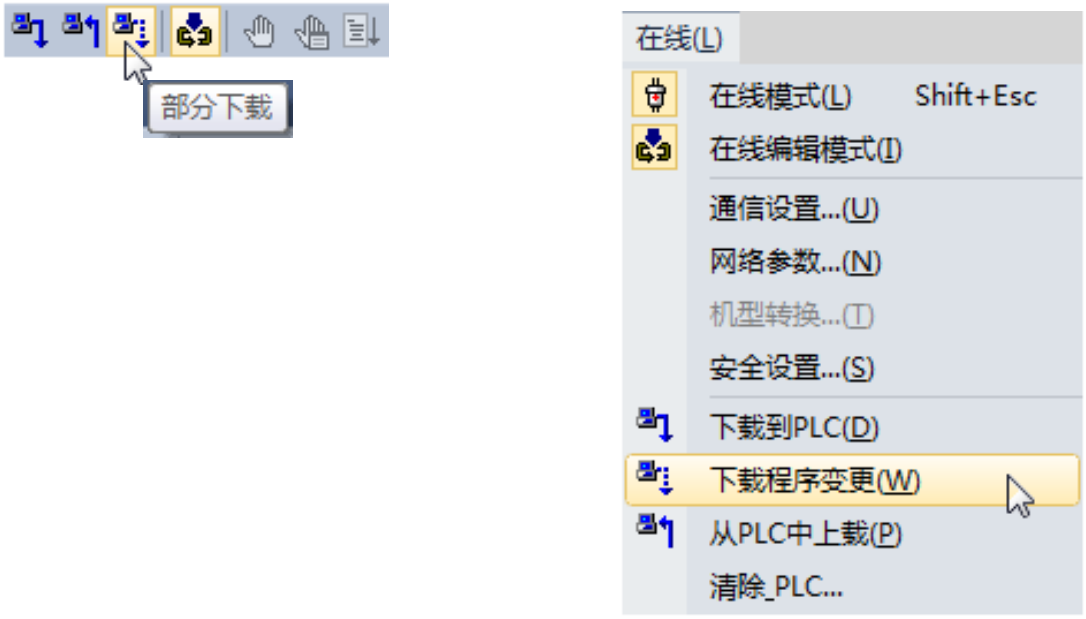 部分下载
在线(L)
在线模式(L) Shift+Esc
在线编辑模式(I)
通信设置...(U)
网络参数...(N)
机型转换...(T)
安全设置...(S)
下载到PLC(D)
下载程序变更(W)
从PLC中上载(P)
清除_PLC...